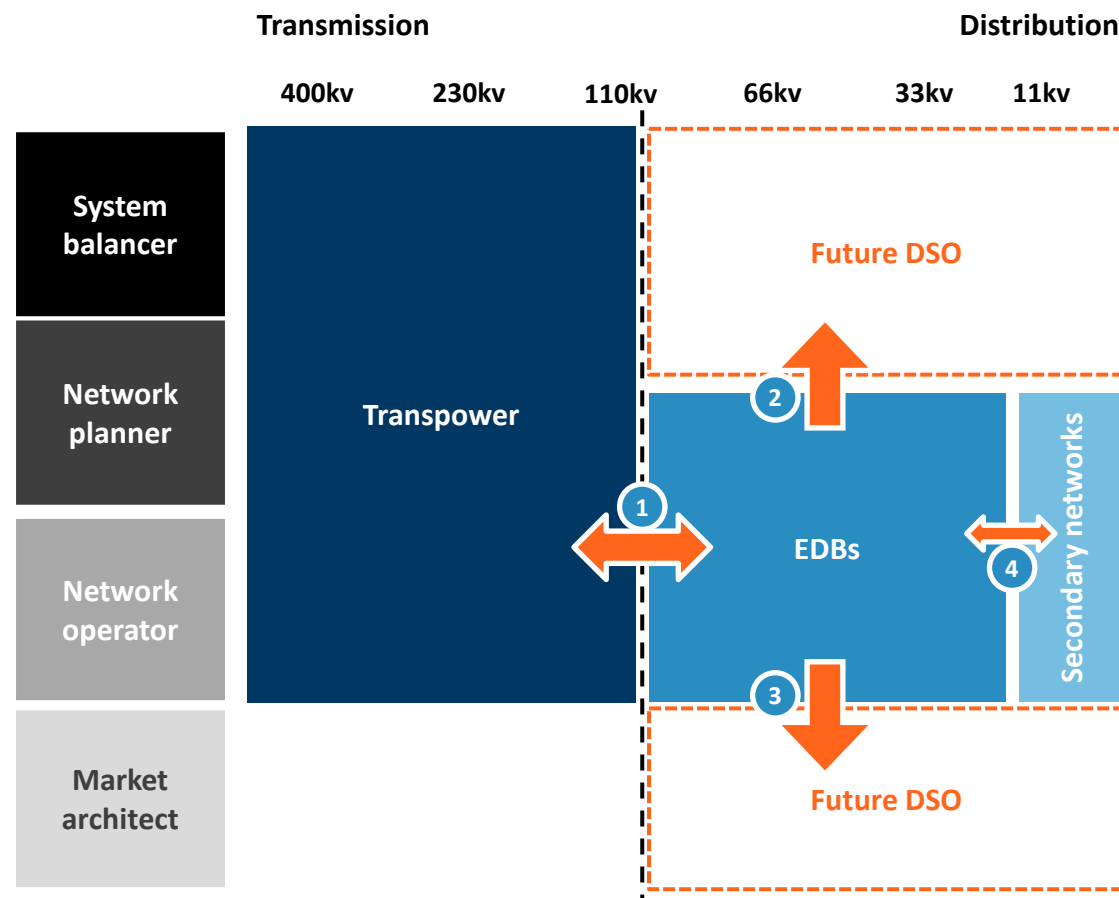 Transmission
Distribution
400kv
230kv
110kv
66kv
33kv
11kv
System
balancer
Future DSO
Network
planner
2
Transpower
Secondary networks
1
Network
operator
EDBs
4
3
Market
architect
Future DSO